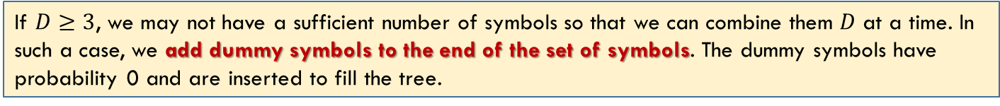 If 𝐷 ≥ 3, we may not have a sufficient number of symbols so that we can combine them 𝐷 at a time. In
such a case, we add dummy symbols to the end of the set of symbols. The dummy symbols have
probability 0 and are inserted to fill the tree.